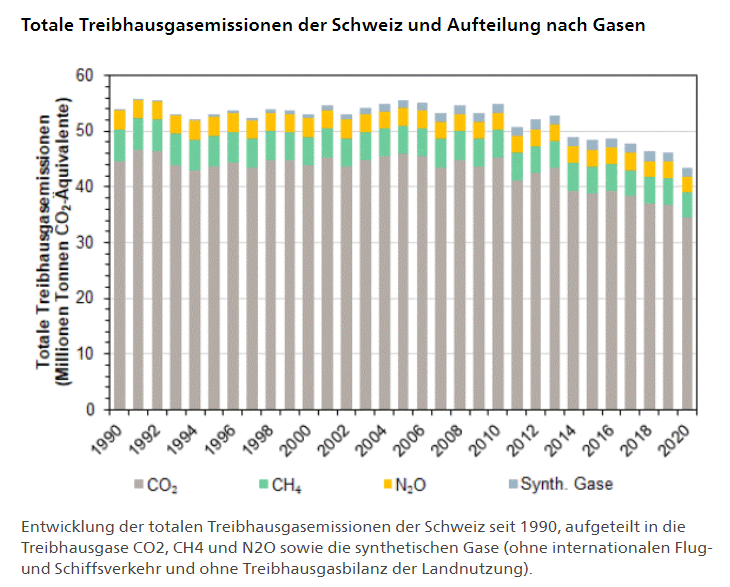 Totale Treibhausgasemissionen der Schweiz und Aufteilung nach Gasen
Totale Treibhausgasemissionen
(Millionen Tonnen CO₂-Äquivalente)
60
50
40
30
20
10
0
1990
1992
1994
1996
1998
2000
2002
2004
2006
2008
2010
2012
2014
2016
2018
2020
CO₂
CH₄
N₂O
Synth. Gase
Entwicklung der totalen Treibhausgasemissionen der Schweiz seit 1990, aufgeteilt in die
Treibhausgase CO2, CH4 und N2O sowie die synthetischen Gase (ohne internationalen Flug-
und Schiffsverkehr und ohne Treibhausgasbilanz der Landnutzung).